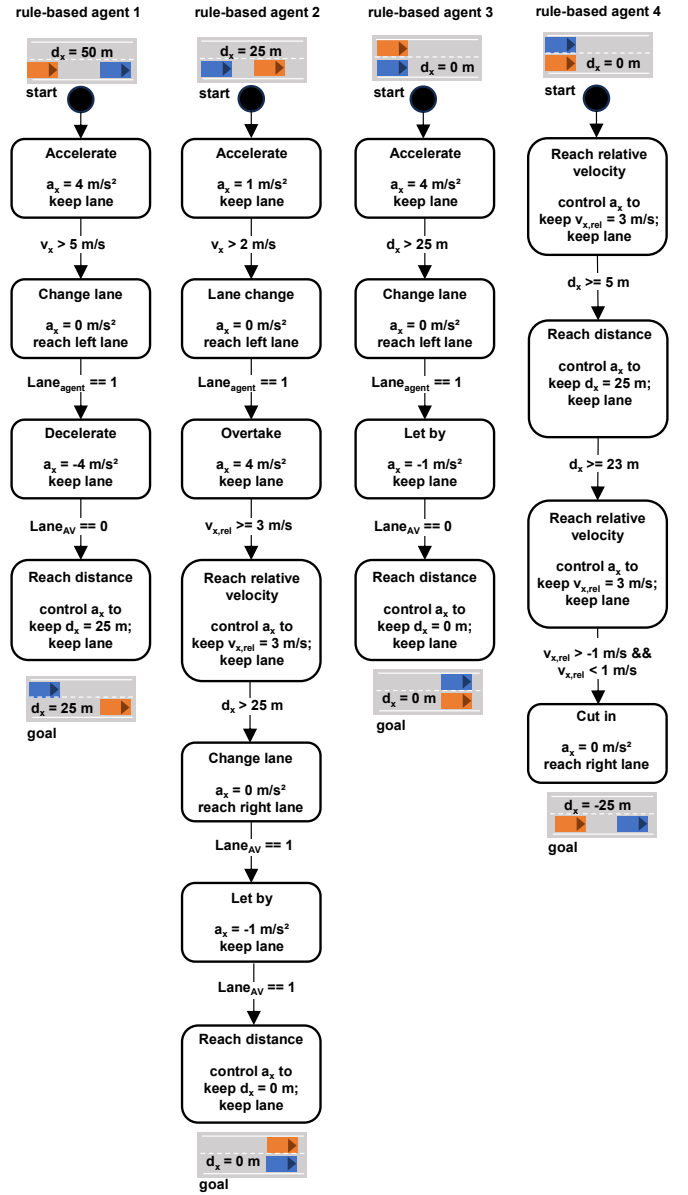 rule-based agent 1
d_x = 50 m
start
Accelerate
a_x = 4 m/s²
keep lane
v_x > 5 m/s
Change lane
a_x = 0 m/s²
reach left lane
Lane_agent == 1
Decelerate
a_x = -4 m/s²
keep lane
Lane_AV == 0
Reach distance
control a_x to
keep d_x = 25 m;
keep lane
d_x = 25 m
goal
rule-based agent 2
d_x = 25 m
start
Accelerate
a_x = 1 m/s²
keep lane
v_x > 2 m/s
Lane change
a_x = 0 m/s²
reach left lane
Lane_agent == 1
Overtake
a_x = 4 m/s²
keep lane
v_x,rel >= 3 m/s
Reach relative
velocity
control a_x to
keep v_x,rel = 3 m/s;
keep lane
d_x > 25 m
Change lane
a_x = 0 m/s²
reach right lane
Lane_AV == 1
Let by
a_x = -1 m/s²
keep lane
Lane_AV == 1
Reach distance
control a_x to
keep d_x = 0 m;
keep lane
d_x = 0 m
goal
rule-based agent 3
d_x = 0 m
start
Accelerate
a_x = 4 m/s²
keep lane
d_x > 25 m
Change lane
a_x = 0 m/s²
reach left lane
Lane_agent == 1
Let by
a_x = -1 m/s²
keep lane
Lane_AV == 0
Reach distance
control a_x to
keep d_x = 0 m;
keep lane
d_x = 0 m
goal
rule-based agent 4
d_x = 0 m
start
Reach relative
velocity
control a_x to
keep v_x,rel = 3 m/s;
keep lane
d_x >= 5 m
Reach distance
control a_x to
keep d_x = 25 m;
keep lane
d_x >= 23 m
Reach relative
velocity
control a_x to
keep v_x,rel = 3 m/s;
keep lane
v_x,rel > -1 m/s &&
v_x,rel < 1 m/s
Cut in
a_x = 0 m/s²
reach right lane
d_x = -25 m
goal